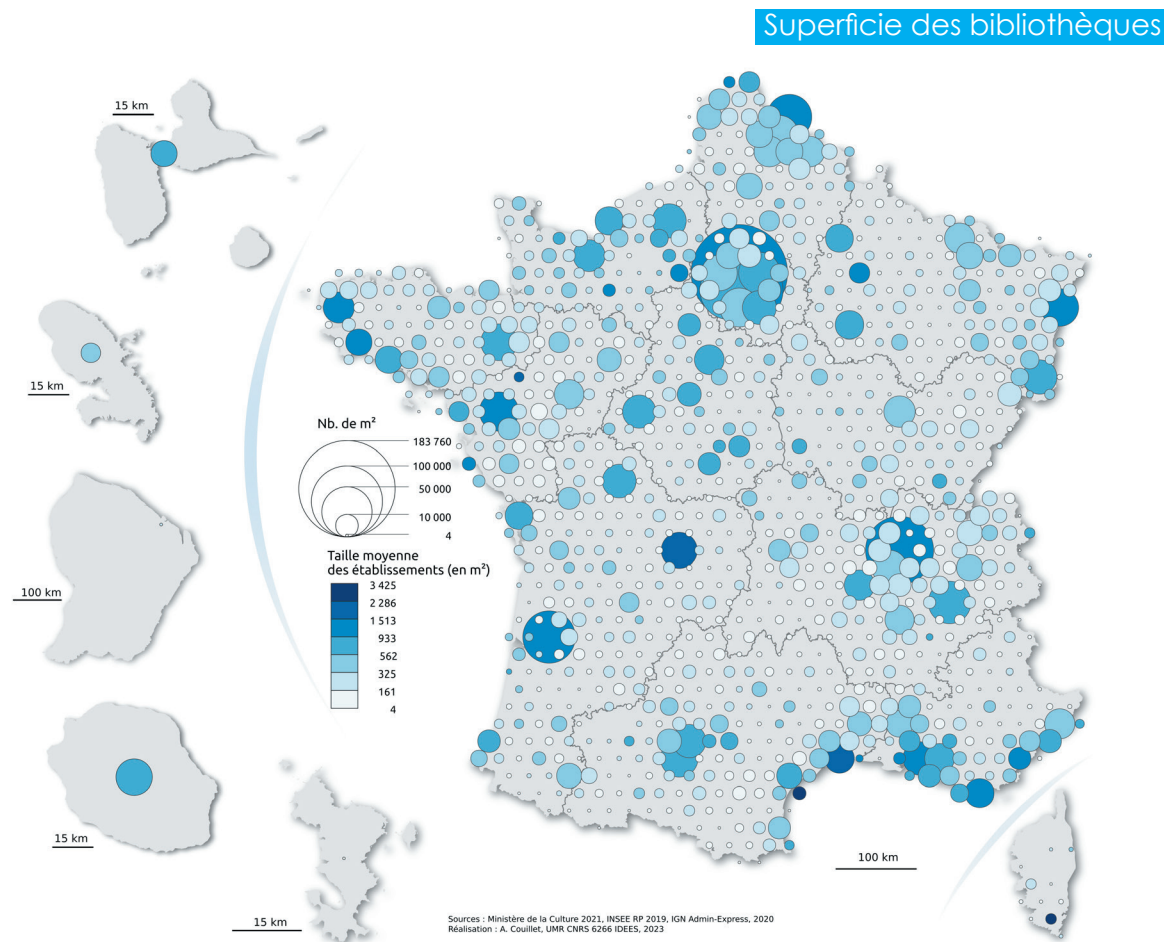 Superficie des bibliothèques
15 km
15 km
100 km
15 km
15 km
Nb. de m²
183 760
100 000
50 000
10 000
4
Taille moyenne
des établissements (en m²)
3 425
2 286
1 513
933
562
325
161
4
100 km
Sources : Ministère de la Culture 2021, INSEE RP 2019, IGN Admin-Express, 2020
Réalisation : A. Couillet, UMR CNRS 6266 IDEES, 2023